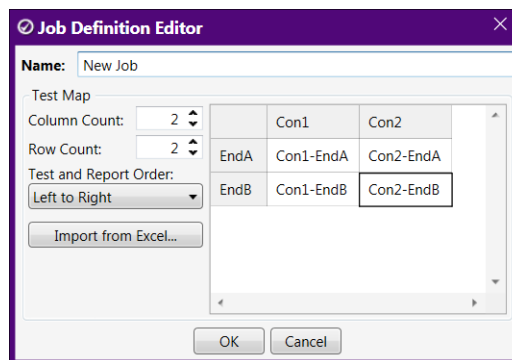 Job Definition Editor
Name: New Job
Test Map
Column Count: 2
Row Count: 2
Test and Report Order:
Left to Right
Import from Excel...
Con1 Con2
EndA Con1-EndA Con2-EndA
EndB Con1-EndB Con2-EndB
OK Cancel